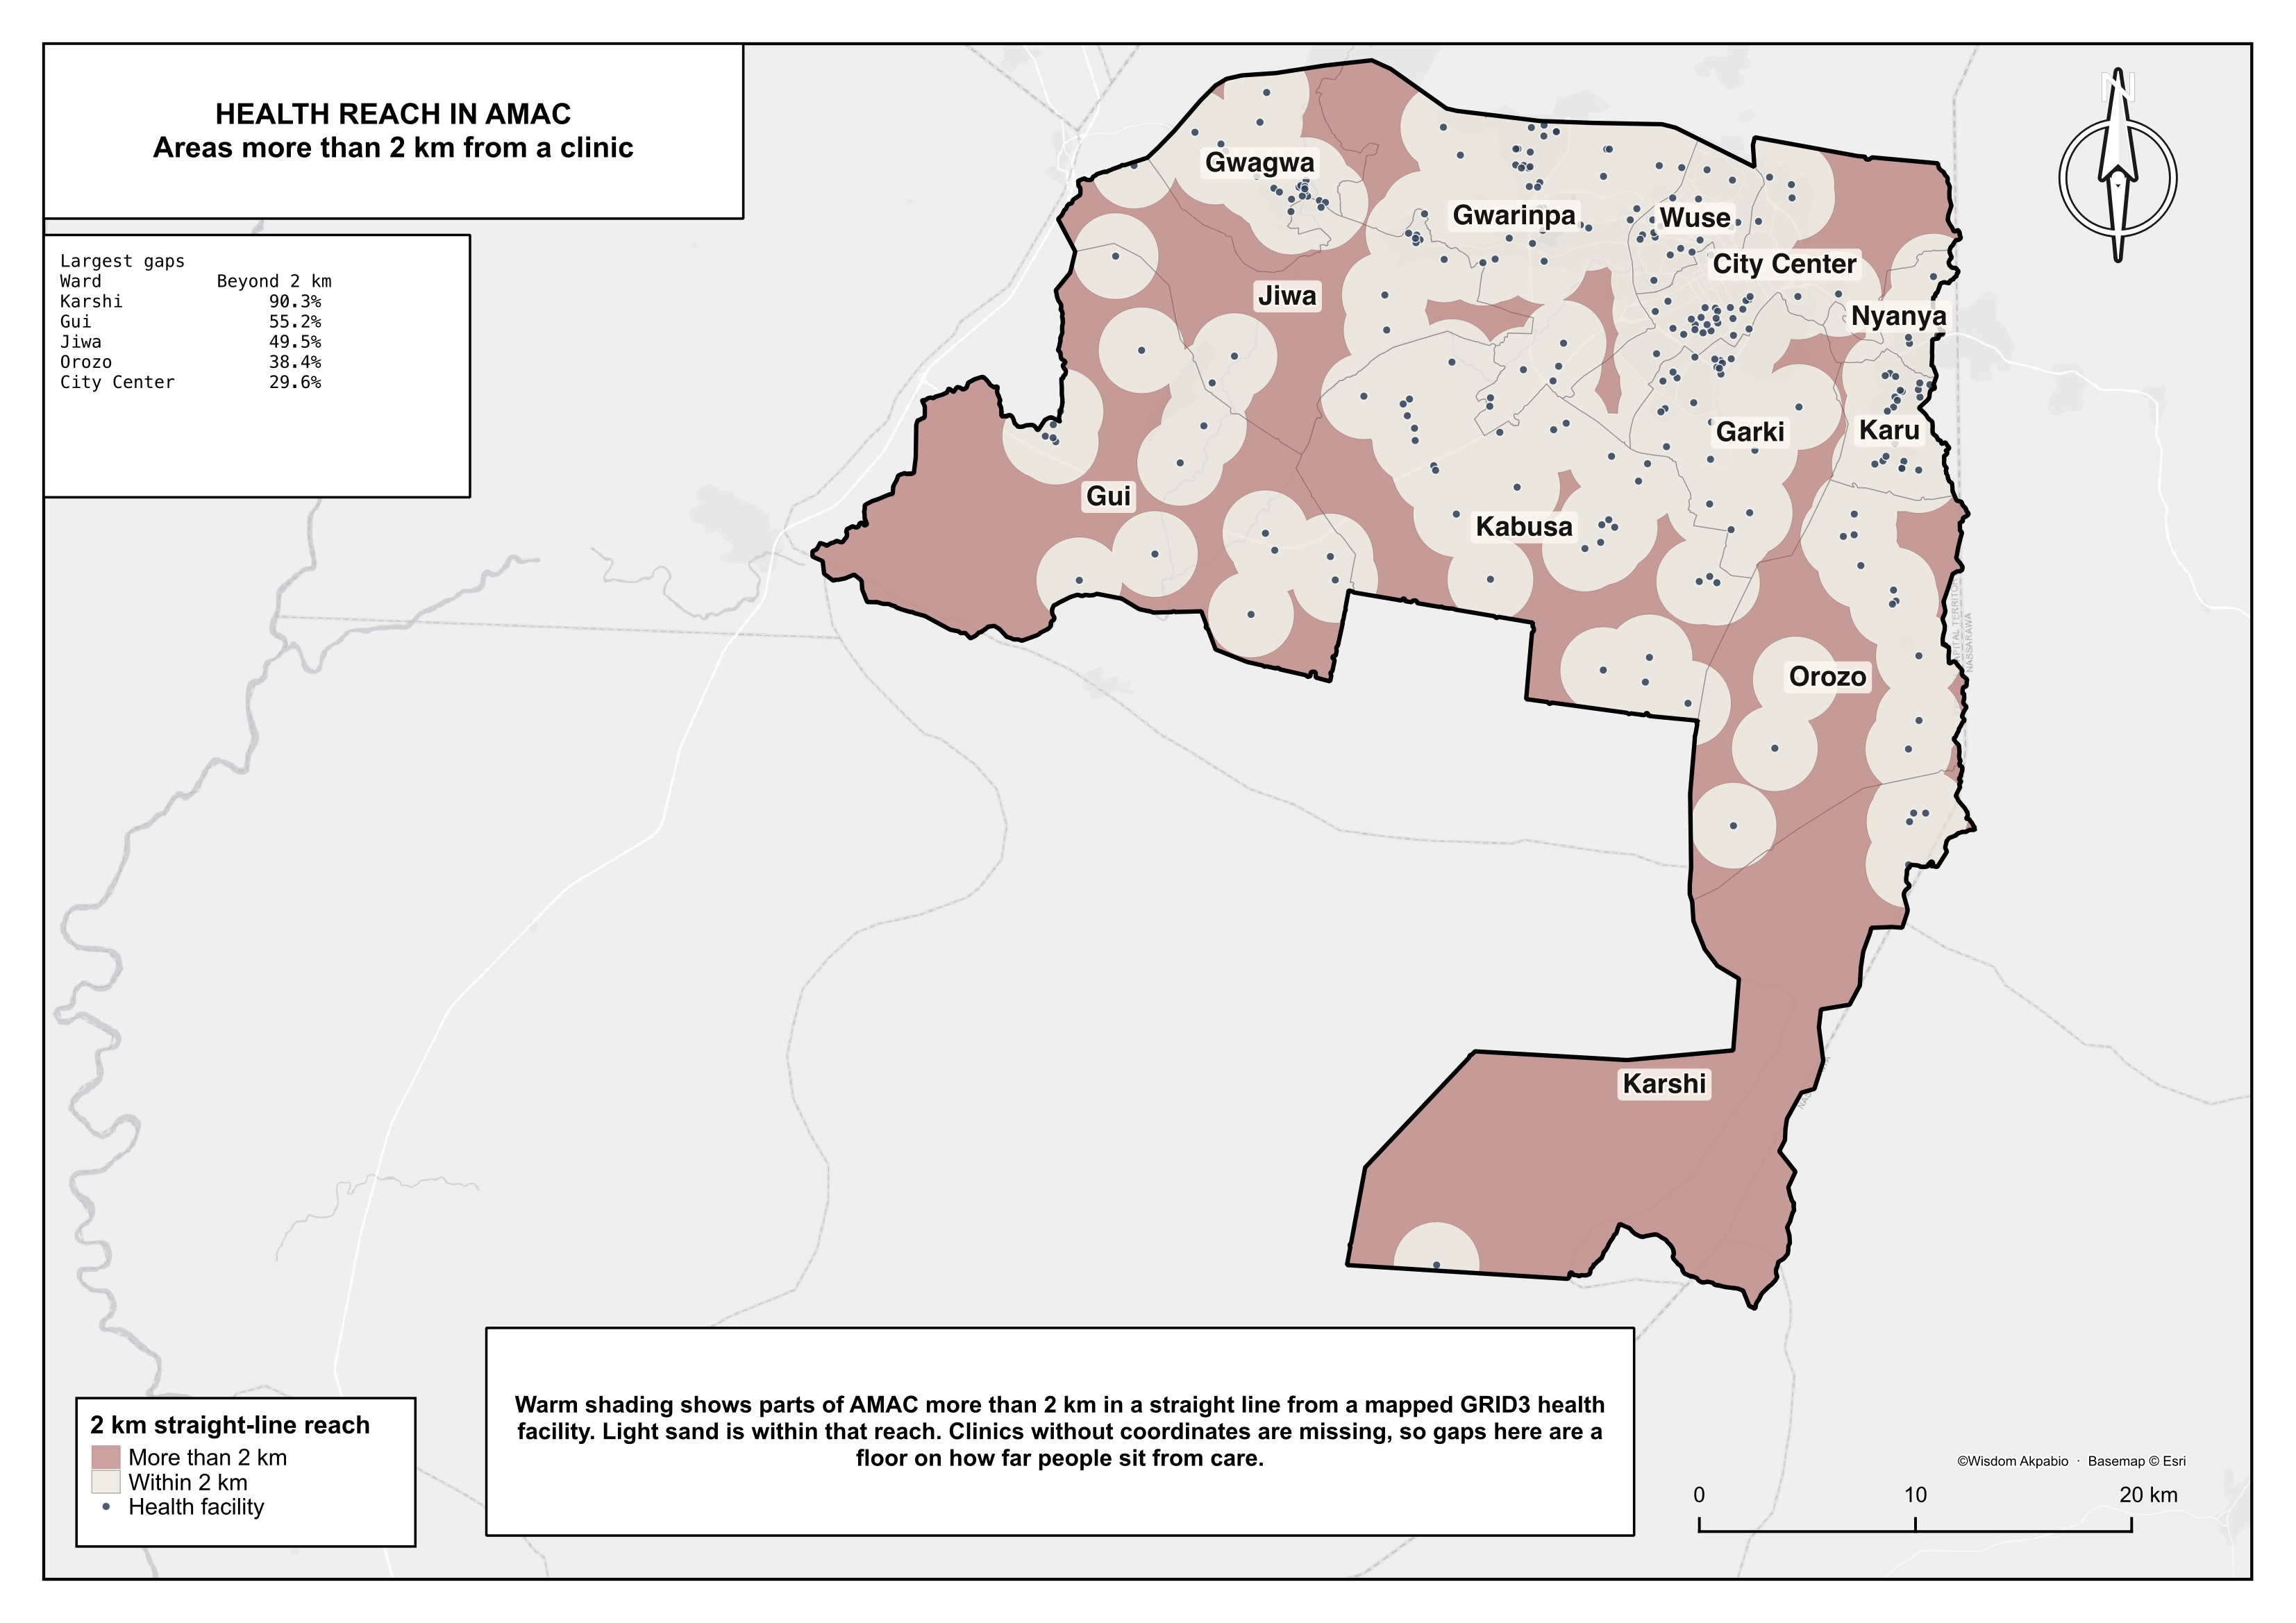 HEALTH REACH IN AMAC
Areas more than 2 km from a clinic
N
Largest gaps
Ward Beyond 2 km
Karshi 90.3%
Gui 55.2%
Jiwa 49.5%
Orozo 38.4%
City Center 29.6%
Gwagwa
Gwarinpa
Wuse
City Center
Jiwa
Nyanya
Garki
Karu
Gui
Kabusa
Orozo
NASSARAWA
Karshi
2 km straight-line reach
More than 2 km
Within 2 km
Health facility
Warm shading shows parts of AMAC more than 2 km in a straight line from a mapped GRID3 health
facility. Light sand is within that reach. Clinics without coordinates are missing, so gaps here are a
floor on how far people sit from care.
©Wisdom Akpabio · Basemap © Esri
0 10 20 km